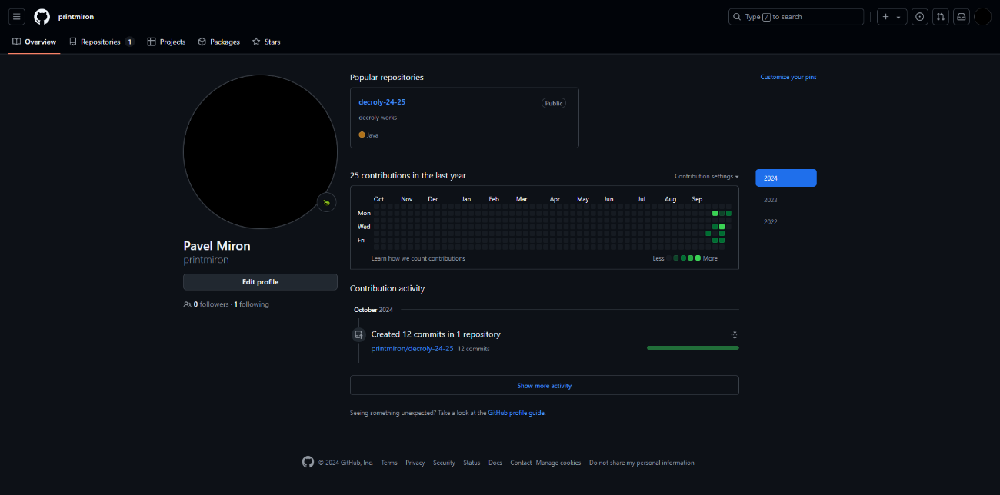 printmiron
Type / to search
Overview Repositories 1 Projects Packages Stars
Popular repositories
Customize your pins
decroly-24-25 Public
decroly works
Java
25 contributions in the last year
Contribution settings
2024
2023
2022
Oct Nov Dec Jan Feb Mar Apr May Jun Jul Aug Sep
Mon
Wed
Fri
Learn how we count contributions
Less More
Pavel Miron
printmiron
Edit profile
0 followers · 1 following
Contribution activity
October 2024
Created 12 commits in 1 repository
printmiron/decroly-24-25 12 commits
Show more activity
Seeing something unexpected? Take a look at the GitHub profile guide.
© 2024 GitHub, Inc. Terms Privacy Security Status Docs Contact Manage cookies Do not share my personal information